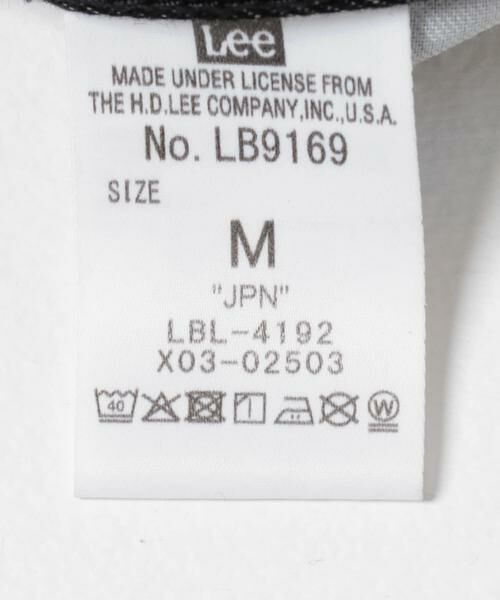 Lee
MADE UNDER LICENSE FROM
THE H.D.LEE COMPANY,INC.,U.S.A.
No. LB9169
SIZE
M
"JPN"
LBL-4192
X03-02503
40
W